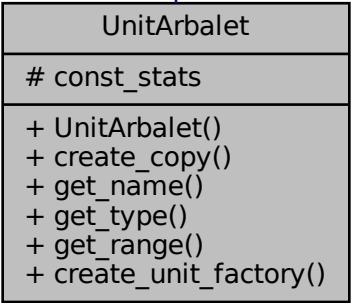 UnitArbalet
# const_stats
+ UnitArbalet()
+ create_copy()
+ get_name()
+ get_type()
+ get_range()
+ create_unit_factory()